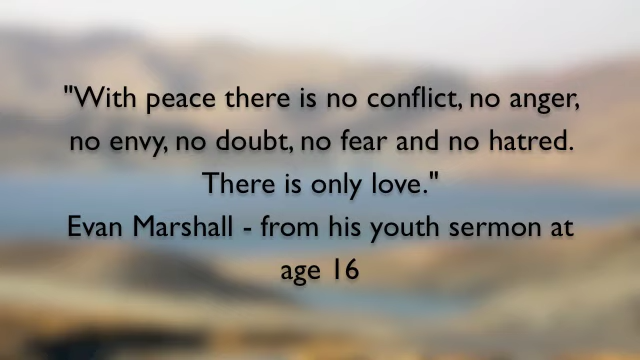 "With peace there is no conflict, no anger,
no envy, no doubt, no fear and no hatred.
There is only love."
Evan Marshall - from his youth sermon at
age 16